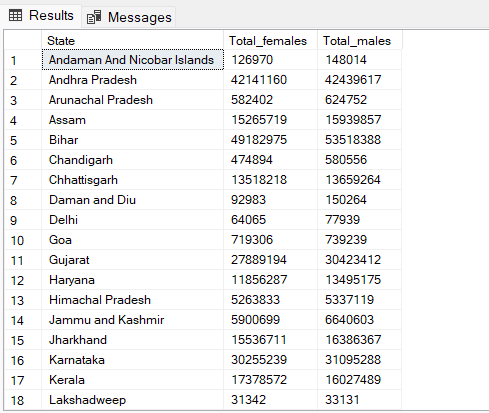 Results Messages
State Total_females Total_males
1 Andaman And Nicobar Islands 126970 148014
2 Andhra Pradesh 42141160 42439617
3 Arunachal Pradesh 582402 624752
4 Assam 15265719 15939857
5 Bihar 49182975 53518388
6 Chandigarh 474894 580556
7 Chhattisgarh 13518218 13659264
8 Daman and Diu 92983 150264
9 Delhi 64065 77939
10 Goa 719306 739239
11 Gujarat 27889194 30423412
12 Haryana 11856287 13495175
13 Himachal Pradesh 5263833 5337119
14 Jammu and Kashmir 5900699 6640603
15 Jharkhand 15536711 16386367
16 Karnataka 30255239 31095288
17 Kerala 17378572 16027489
18 Lakshadweep 31342 33131